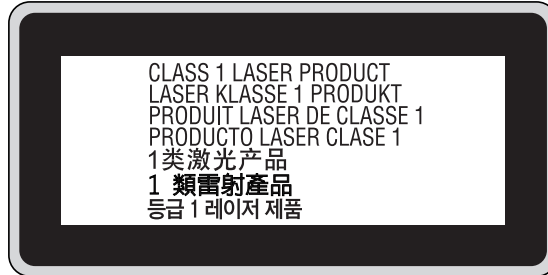 CLASS 1 LASER PRODUCT
LASER KLASSE 1 PRODUKT
PRODUIT LASER DE CLASSE 1
PRODUCTO LASER CLASE 1
1类激光产品
1 類雷射產品
등급 1 레이저 제품